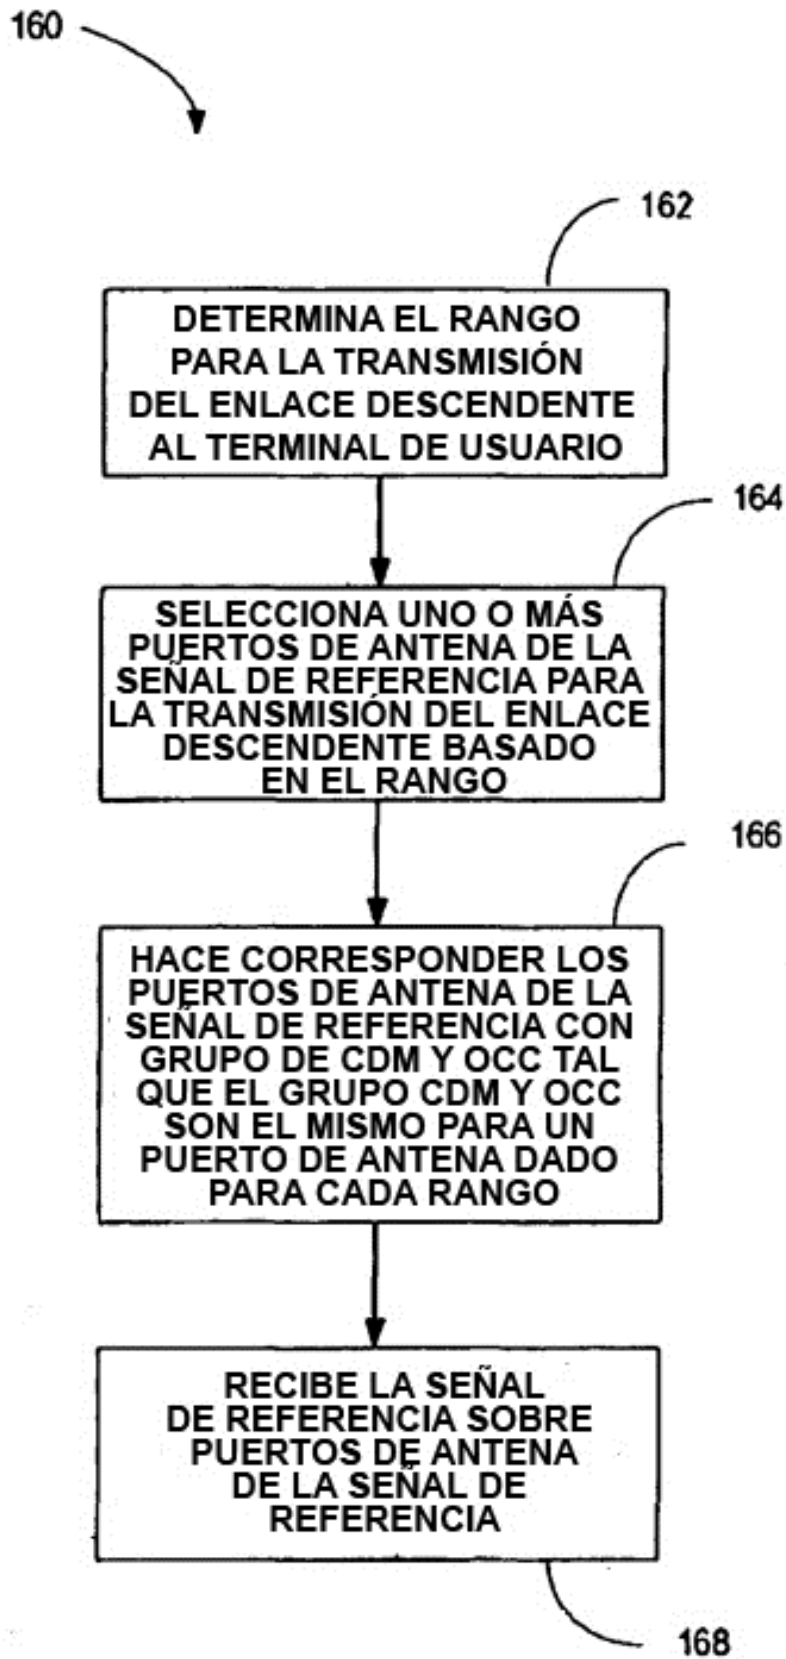 160
162
DETERMINA EL RANGO
PARA LA TRANSMISIÓN
DEL ENLACE DESCENDENTE
AL TERMINAL DE USUARIO
164
SELECCIONA UNO O MÁS
PUERTOS DE ANTENA DE LA
SEÑAL DE REFERENCIA PARA
LA TRANSMISIÓN DEL ENLACE
DESCENDENTE BASADO
EN EL RANGO
166
HACE CORRESPONDER LOS
PUERTOS DE ANTENA DE LA
SEÑAL DE REFERENCIA CON
GRUPO DE CDM Y OCC TAL
QUE EL GRUPO CDM Y OCC
SON EL MISMO PARA UN
PUERTO DE ANTENA DADO
PARA CADA RANGO
RECIBE LA SEÑAL
DE REFERENCIA SOBRE
PUERTOS DE ANTENA
DE LA SEÑAL DE
REFERENCIA
168